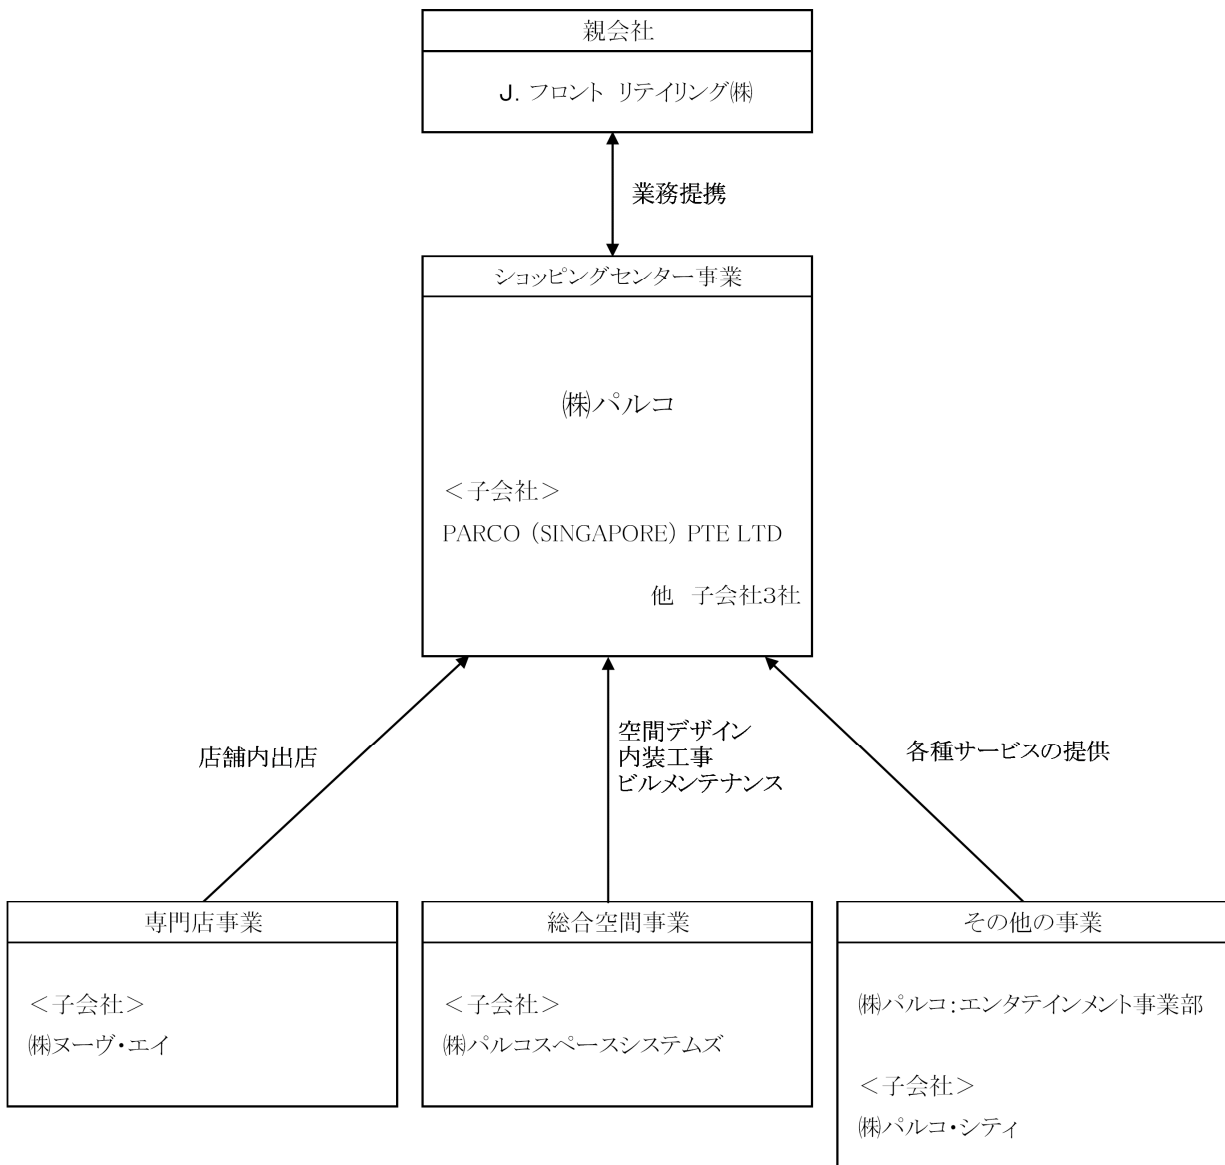 親会社
J. フロント リテイリング㈱
業務提携
ショッピングセンター事業
㈱パルコ
＜子会社＞
PARCO (SINGAPORE) PTE LTD
他 子会社3社
店舗内出店
空間デザイン
内装工事
ビルメンテナンス
各種サービスの提供
専門店事業
＜子会社＞
㈱ヌーヴ・エイ
総合空間事業
＜子会社＞
㈱パルコスペースシステムズ
その他の事業
㈱パルコ：エンタテインメント事業部
＜子会社＞
㈱パルコ・シティ